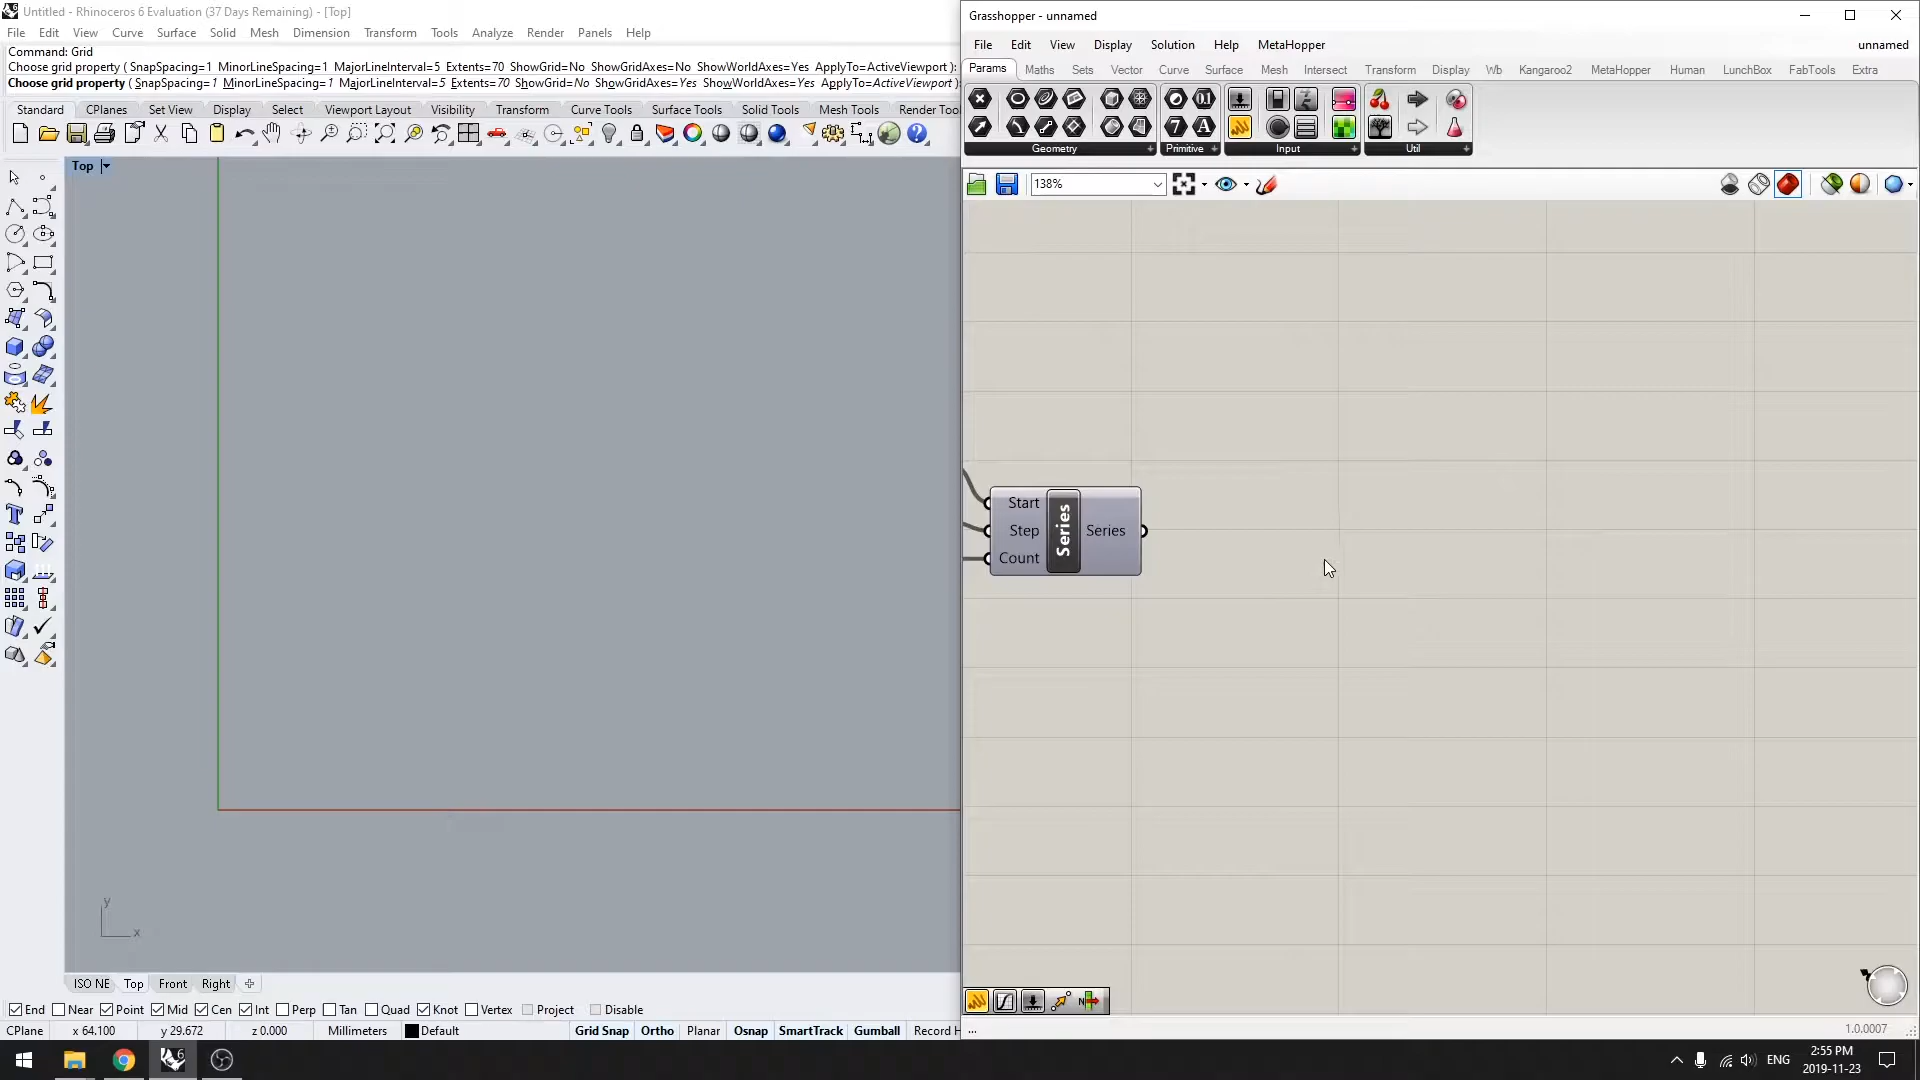 Untitled - Rhinoceros 6 Evaluation (37 Days Remaining) - [Top]
File Edit View Curve Surface Solid Mesh Dimension Transform Tools Analyze Render Panels Help
Command: Grid
Choose grid property ( SnapSpacing=1 MinorLineSpacing=1 MajorLineInterval=5 Extents=70 ShowGrid=No ShowGridAxes=No ShowWorldAxes=Yes ApplyTo=ActiveViewport ):
Choose grid property ( SnapSpacing=1 MinorLineSpacing=1 MajorLineInterval=5 Extents=70 ShowGrid=No ShowGridAxes=Yes ShowWorldAxes=Yes ApplyTo=ActiveViewport ):
Standard CPlanes Set View Display Select Viewport Layout Visibility Transform Curve Tools Surface Tools Solid Tools Mesh Tools Render Too
Top
y
x
ISO NE Top Front Right
End Near Point Mid Cen Int Perp Tan Quad Knot Vertex Project Disable
CPlane x 64.100 y 29.672 z 0.000 Millimeters Default Grid Snap Ortho Planar Osnap SmartTrack Gumball Record H
Grasshopper - unnamed
File Edit View Display Solution Help MetaHopper unnamed
Params Maths Sets Vector Curve Surface Mesh Intersect Transform Display Wb Kangaroo2 MetaHopper Human LunchBox FabTools Extra
Geometry Primitive Input Util
138%
Start
Step
Count
Series
Series
... 1.0.0007
ENG
2:55 PM
2019-11-23